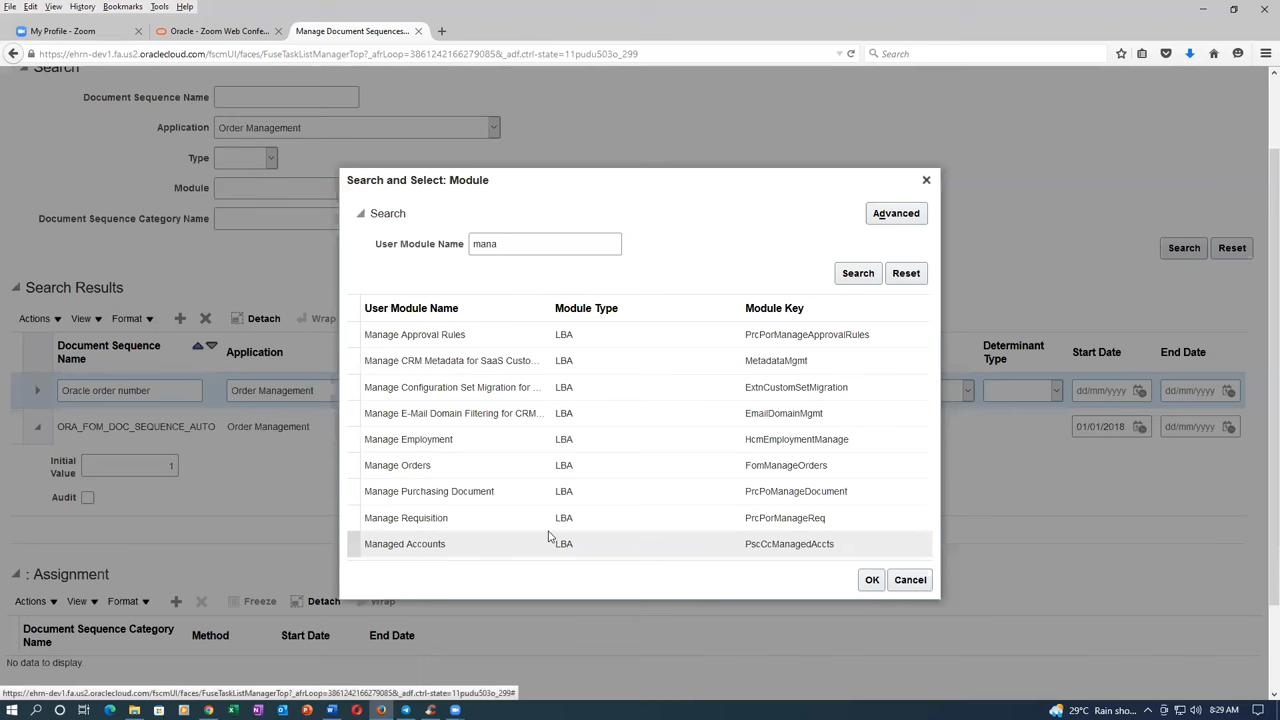 File Edit View History Bookmarks Tools Help
My Profile - Zoom × Oracle - Zoom Web Confe... × Manage Document Sequences... × +
https://ehrn-dev1.fa.us2.oraclecloud.com/fscmUI/faces/FuseTaskListManagerTop?_afrLoop=3861242166279085&_adf.ctrl-state=11pudu503o_299 Search
Search
Document Sequence Name
Application Order Management
Type
Module
Document Sequence Category Name
Search Reset
Search and Select: Module
Search
Advanced
User Module Name mana
Search Reset
User Module Name Module Type Module Key
Manage Approval Rules LBA PrcPorManageApprovalRules
Manage CRM Metadata for SaaS Custo... LBA MetadataMgmt
Manage Configuration Set Migration for ... LBA ExtnCustomSetMigration
Manage E-Mail Domain Filtering for CRM... LBA EmailDomainMgmt
Manage Employment LBA HcmEmploymentManage
Manage Orders LBA FomManageOrders
Manage Purchasing Document LBA PrcPoManageDocument
Manage Requisition LBA PrcPorManageReq
Managed Accounts LBA PscCcManagedAccts
OK Cancel
Search Results
Actions View Format Detach Wrap
Document Sequence Name Application Determinant Type Start Date End Date
Oracle order number Order Management dd/mm/yyyy dd/mm/yyyy
ORA_FOM_DOC_SEQUENCE_AUTO Order Management 01/01/2018 dd/mm/yyyy
Initial Value 1
Audit
: Assignment
Actions View Format Freeze Detach Wrap
Document Sequence Category Name Method Start Date End Date
No data to display.
https://ehrn-dev1.fa.us2.oraclecloud.com/fscmUI/faces/FuseTaskListManagerTop?_afrLoop=3861242166279085&_adf.ctrl-state=11pudu503o_299#
29°C Rain sho... 8:29 AM